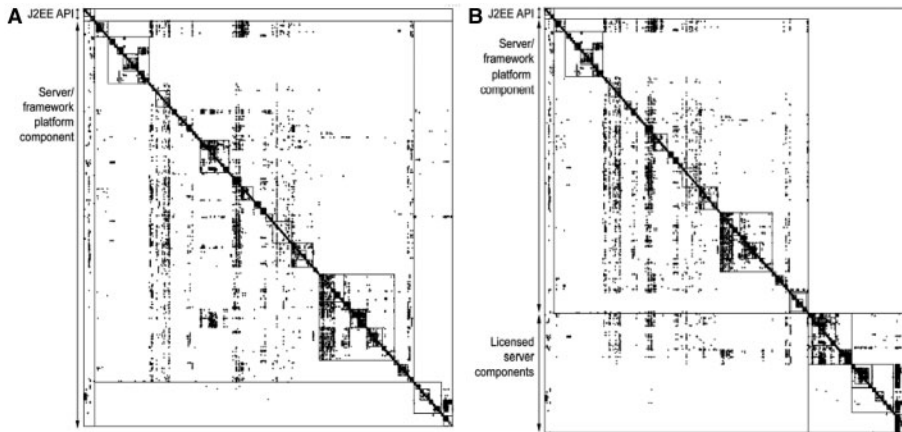 A
J2EE API
Server/
framework
platform
component
B
J2EE API
Server/
framework
platform
component
Licensed
server
components